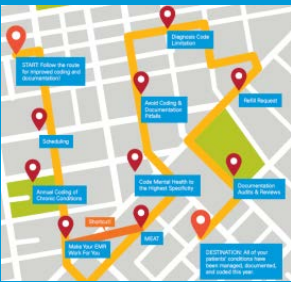 Diagnosis Code
Limitation
START: Follow the route
for improved coding and
documentation!
Avoid Coding &
Documentation
Pitfalls
Refill Request
Scheduling
Code Mental Health to
the Highest Specificity
Annual Coding of
Chronic Conditions
Documentation
Audits & Reviews
Shortcut
Make Your EMR
Work For You
MEAT
DESTINATION: All of your
patients' conditions have
been managed, documented,
and coded this year.